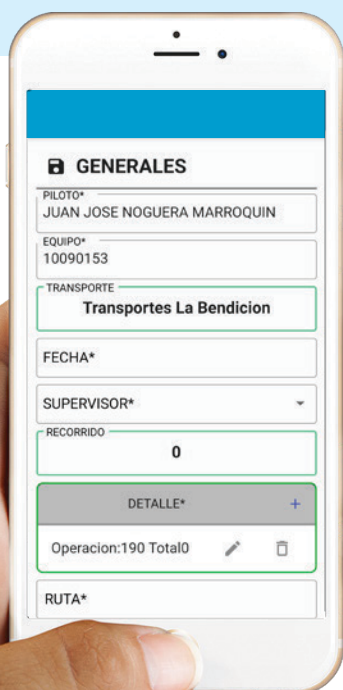 GENERALES
PILOTO*
JUAN JOSE NOGUERA MARROQUIN
EQUIPO*
10090153
TRANSPORTE
Transportes La Bendicion
FECHA*
SUPERVISOR*
RECORRIDO
0
DETALLE* +
Operacion:190 Total0
RUTA*